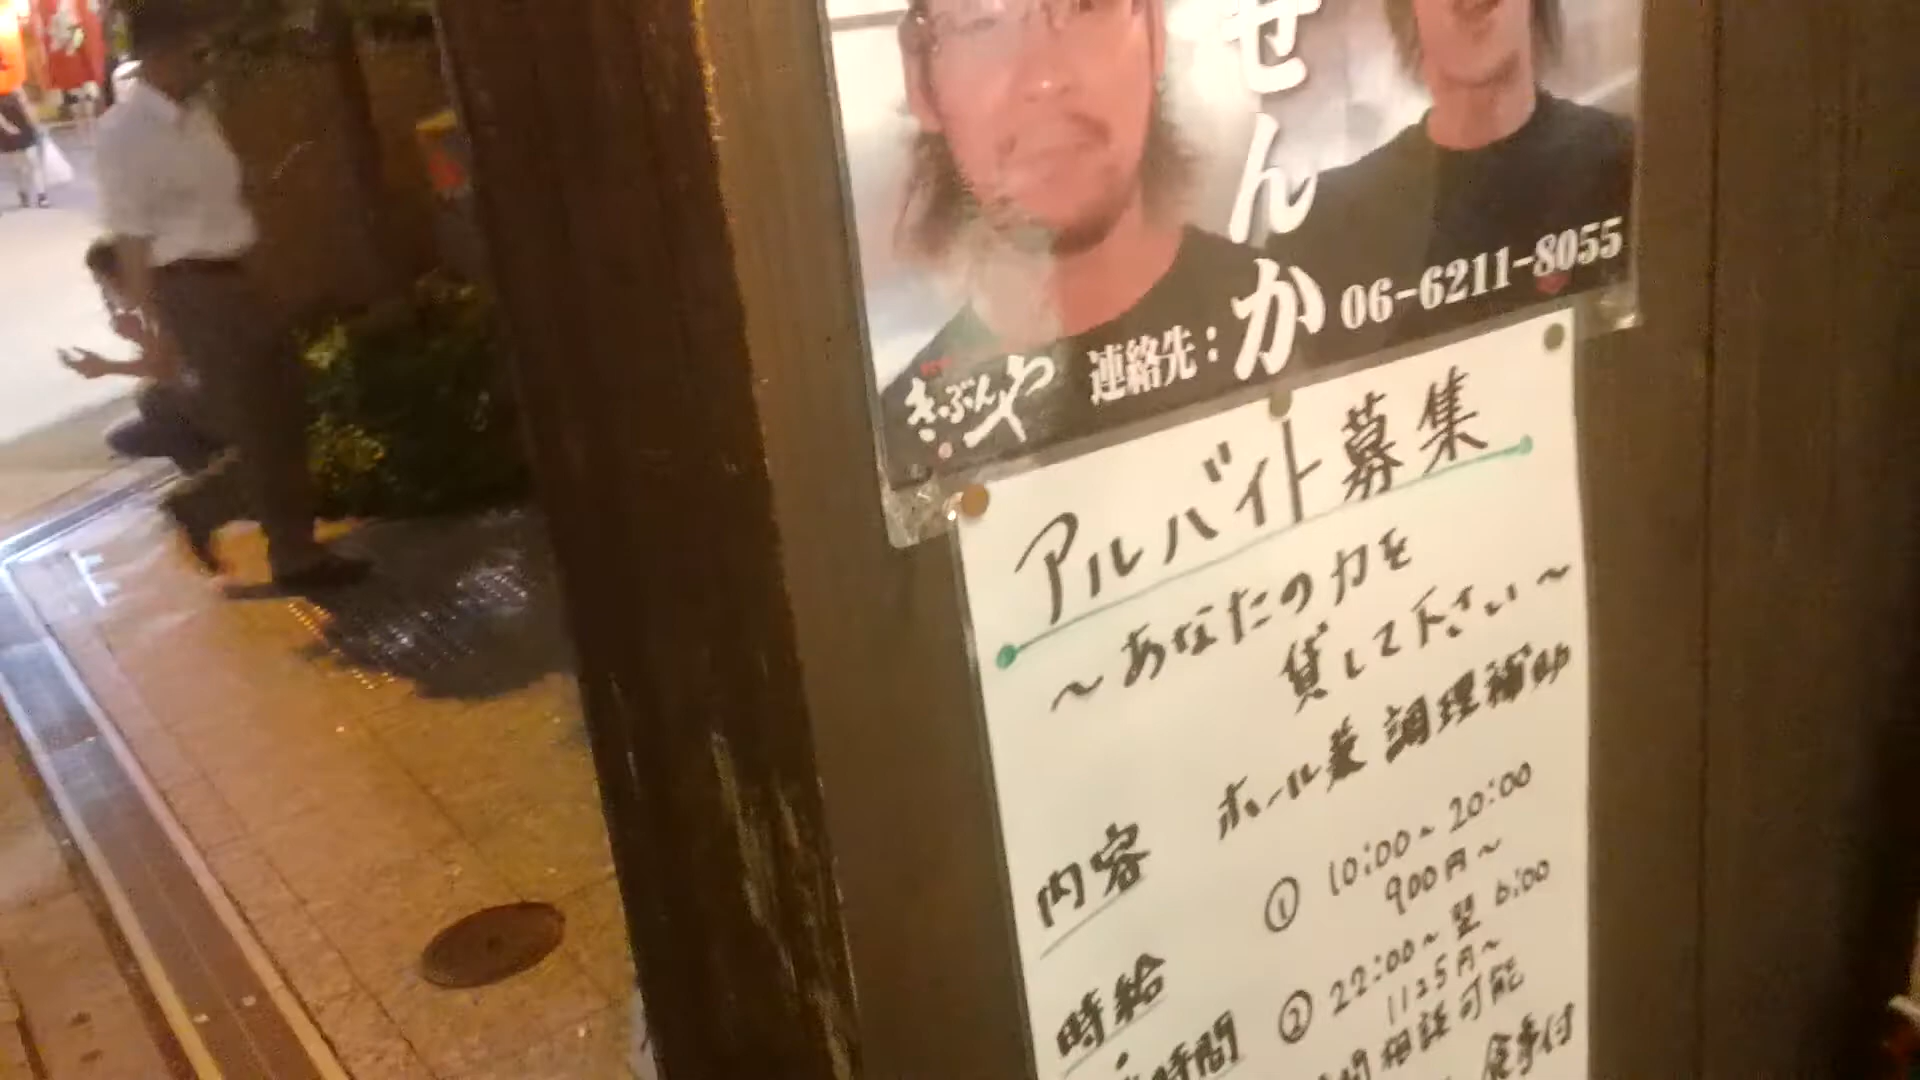 せんか
きぶんや
連絡先：06-6211-8055
アルバイト募集
～あなたの力を
貸して下さい～
内容 ホール兼調理補助
時給
時間
① 10:00～20:00
900円～
② 22:00～翌6:00
1125円～
相談可能
食事付